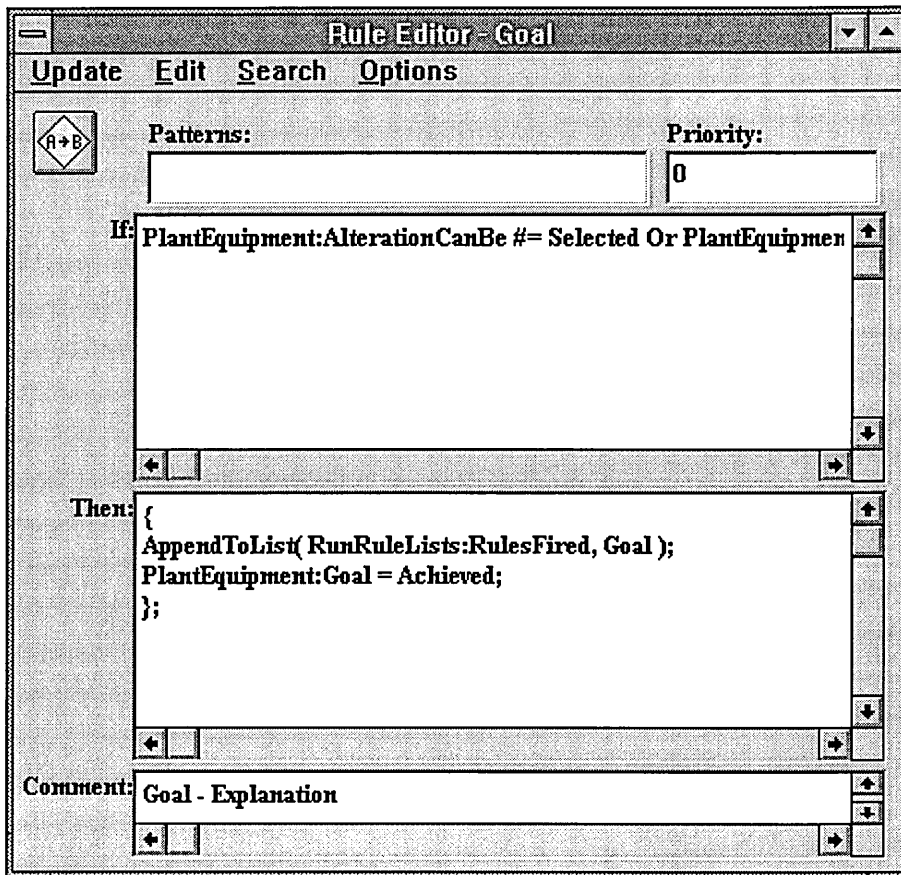 Rule Editor - Goal
Update Edit Search Options
A→B
Patterns:
Priority:
0
If:
PlantEquipment:AlterationCanBe #= Selected Or PlantEquipmen
Then:
{
AppendToList( RunRuleLists:RulesFired, Goal );
PlantEquipment:Goal = Achieved;
};
Comment:
Goal - Explanation